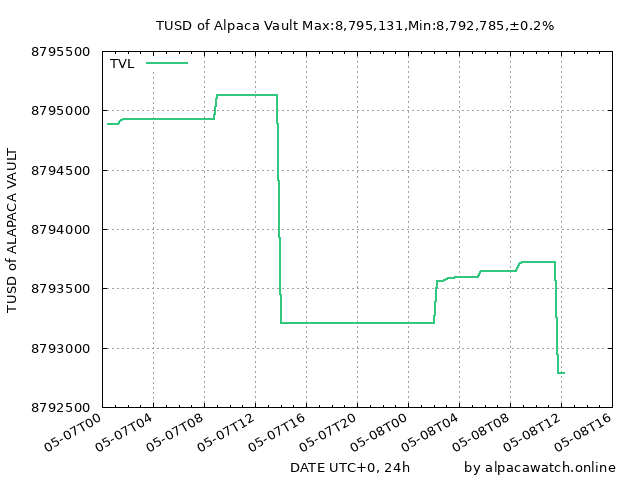 TUSD of Alpaca Vault Max:8,795,131,Min:8,792,785,±0.2%
TVL
8795500
8795000
8794500
8794000
8793500
8793000
8792500
TUSD of ALAPACA VAULT
05-07T00
05-07T04
05-07T08
05-07T12
05-07T16
05-07T20
05-08T00
05-08T04
05-08T08
05-08T12
05-08T16
DATE UTC+0, 24h
by alpacawatch.online